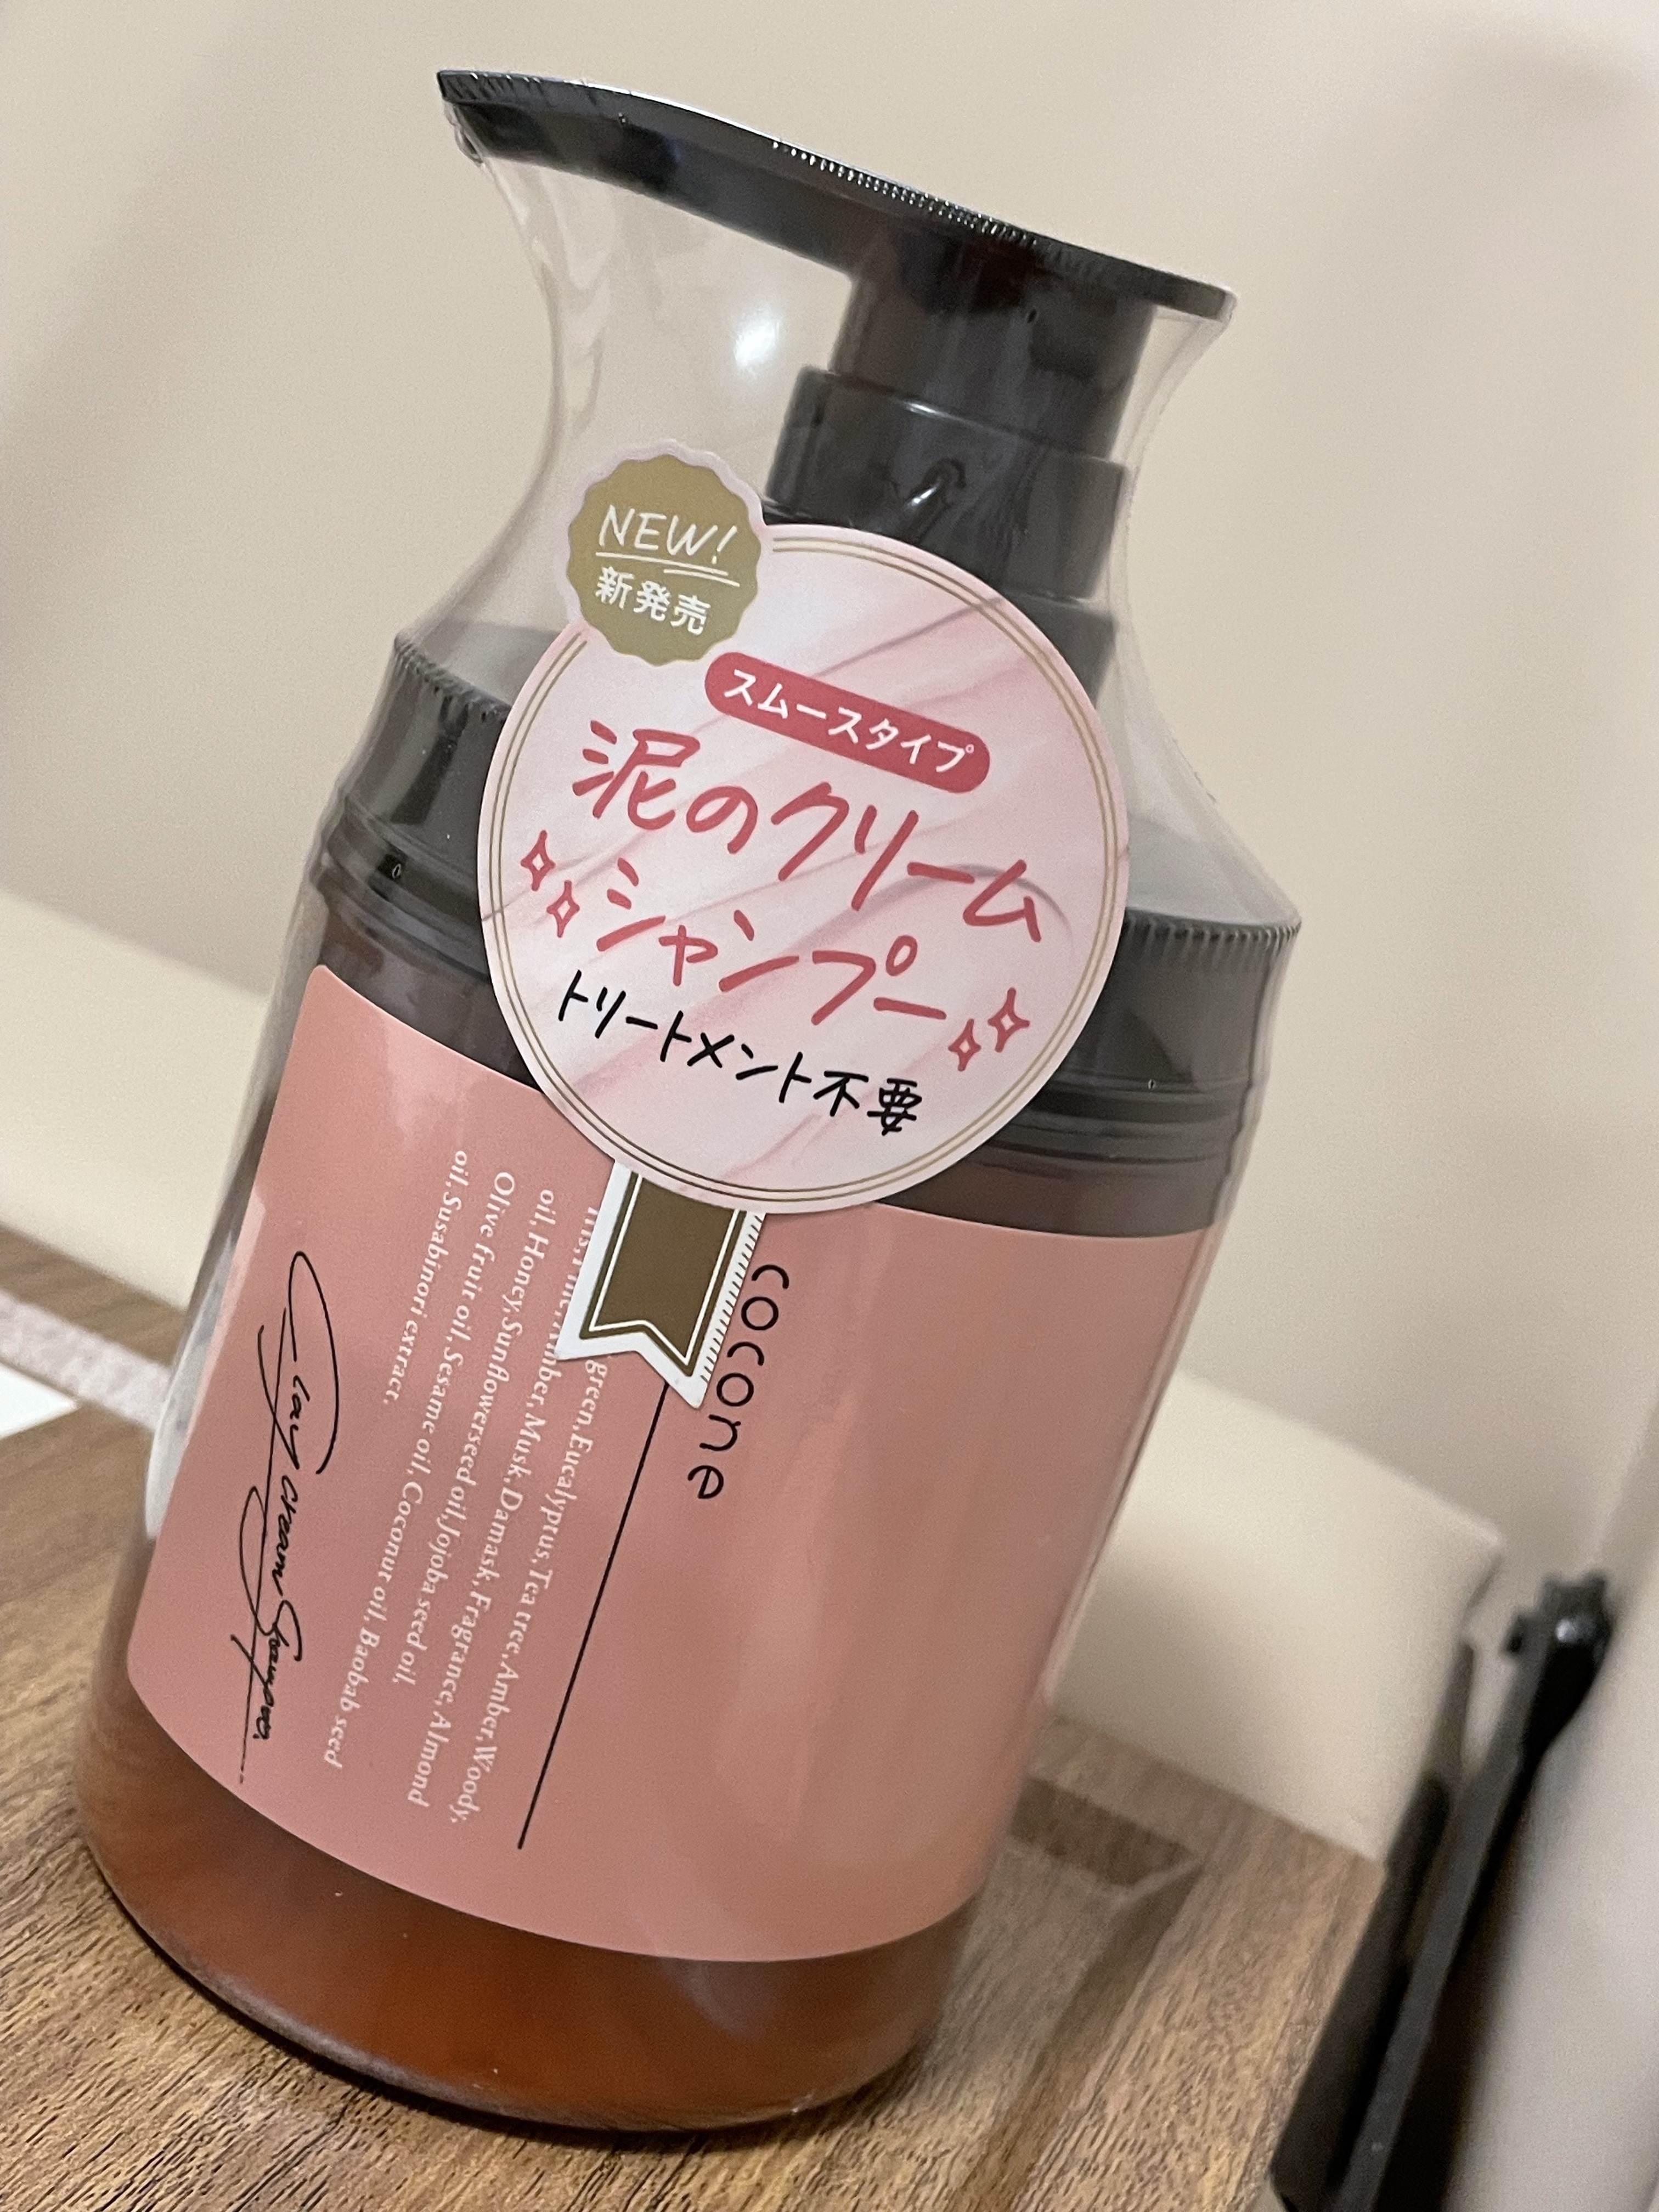 NEW!
新発売
スムースタイプ
泥のクリーム
シャンプー
トリートメント不要
cocone
green, Eucalyptus, Tea tree, Amber, Woody,
oil, Honey, Sunflowerseed oil, Jojoba seed oil,
Olive fruit oil, Sesame oil, Coconut oil, Baobab seed
oil, Susabinori extract.
Clay cream Shampoo.